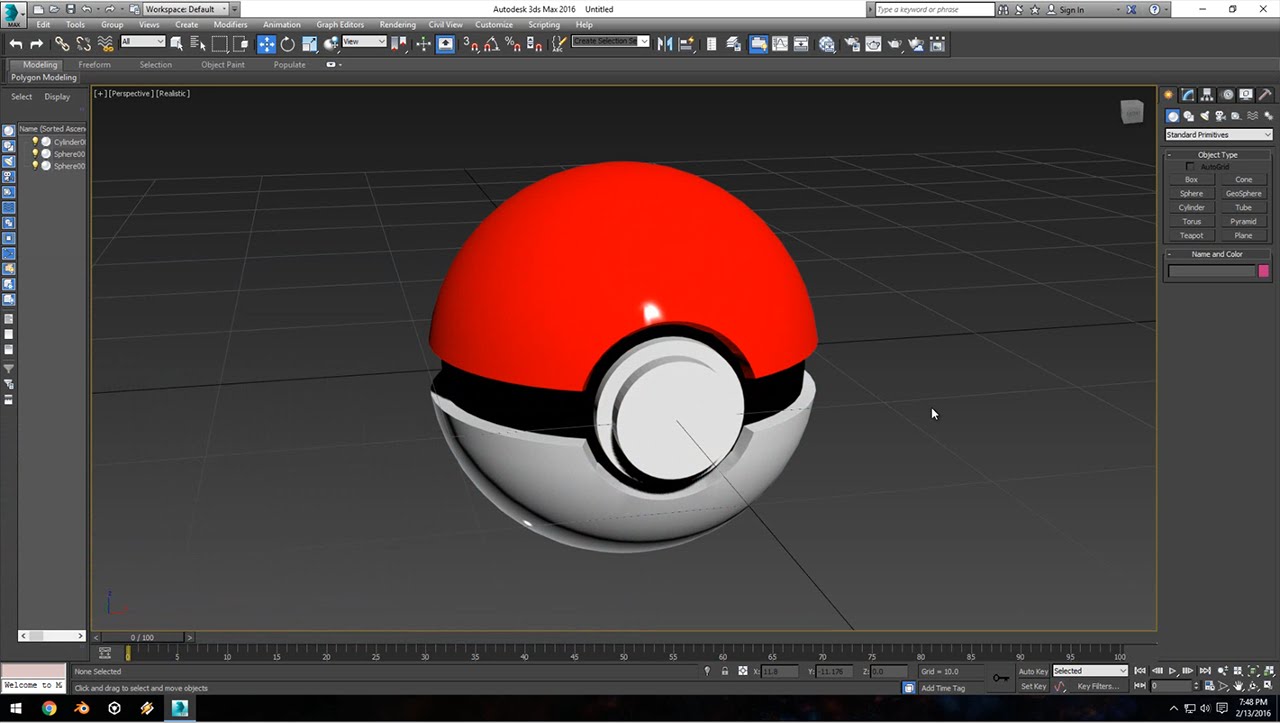 Workspace: Default
Autodesk 3ds Max 2016 Untitled
Type a keyword or phrase
Sign In
MAX
Edit Tools Group Views Create Modifiers Animation Graph Editors Rendering Civil View Customize Scripting Help
All
View
3
Create Selection Se
Modeling Freeform Selection Object Paint Populate
Polygon Modeling
Select Display
[+] [Perspective] [Realistic]
Name (Sorted Ascen
Cylinder00
Sphere00
Sphere00
Standard Primitives
- Object Type
AutoGrid
Box Cone
Sphere GeoSphere
Cylinder Tube
Torus Pyramid
Teapot Plane
- Name and Color
0 / 100
0 5 10 15 20 25 30 35 40 45 50 55 60 65 70 75 80 85 90 95 100
None Selected
X: 11.8 Y: -11.176 Z: 0.0 Grid = 10.0
Auto Key Selected
Welcome to M
Click and drag to select and move objects
Add Time Tag
Set Key Key Filters... 0
7:48 PM
2/13/2016